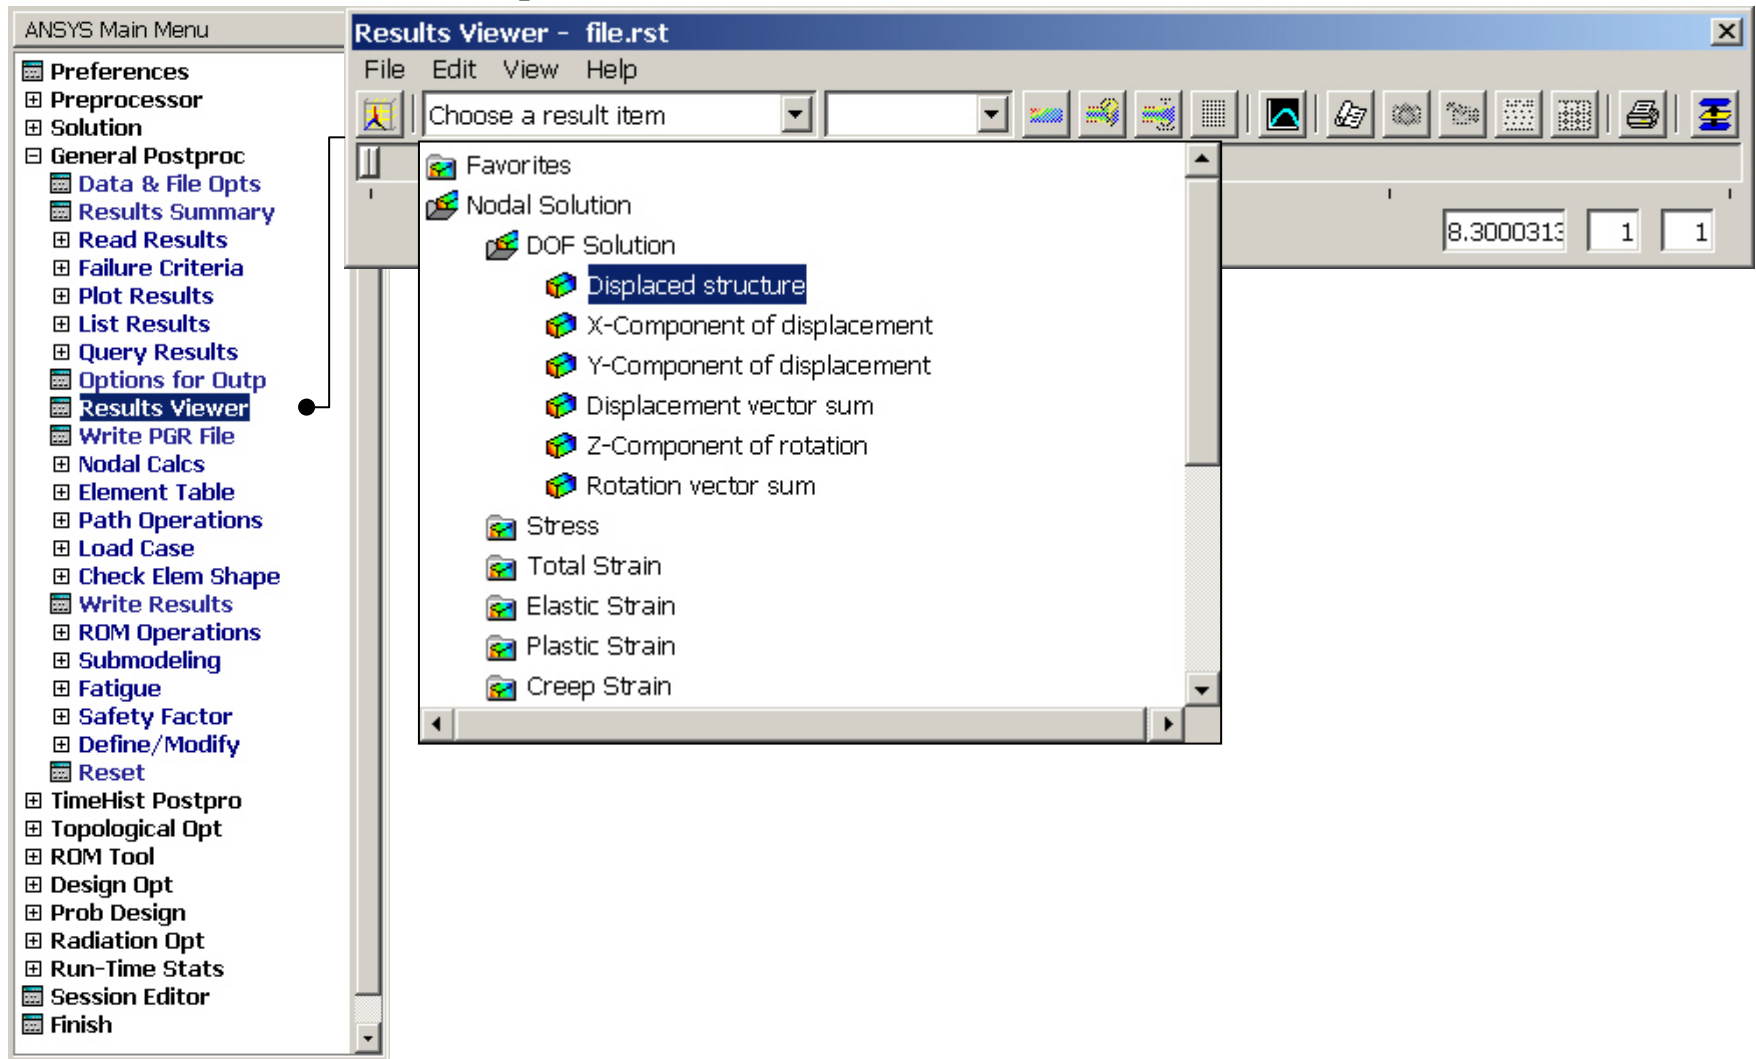 ANSYS Main Menu
Preferences
Preprocessor
Solution
General Postproc
Data & File Opts
Results Summary
Read Results
Failure Criteria
Plot Results
List Results
Query Results
Options for Outp
Results Viewer
Write PGR File
Nodal Calcs
Element Table
Path Operations
Load Case
Check Elem Shape
Write Results
ROM Operations
Submodeling
Fatigue
Safety Factor
Define/Modify
Reset
TimeHist Postpro
Topological Opt
ROM Tool
Design Opt
Prob Design
Radiation Opt
Run-Time Stats
Session Editor
Finish
Results Viewer - file.rst
File Edit View Help
Choose a result item
8.3000313 1 1
Favorites
Nodal Solution
DOF Solution
Displaced structure
X-Component of displacement
Y-Component of displacement
Displacement vector sum
Z-Component of rotation
Rotation vector sum
Stress
Total Strain
Elastic Strain
Plastic Strain
Creep Strain